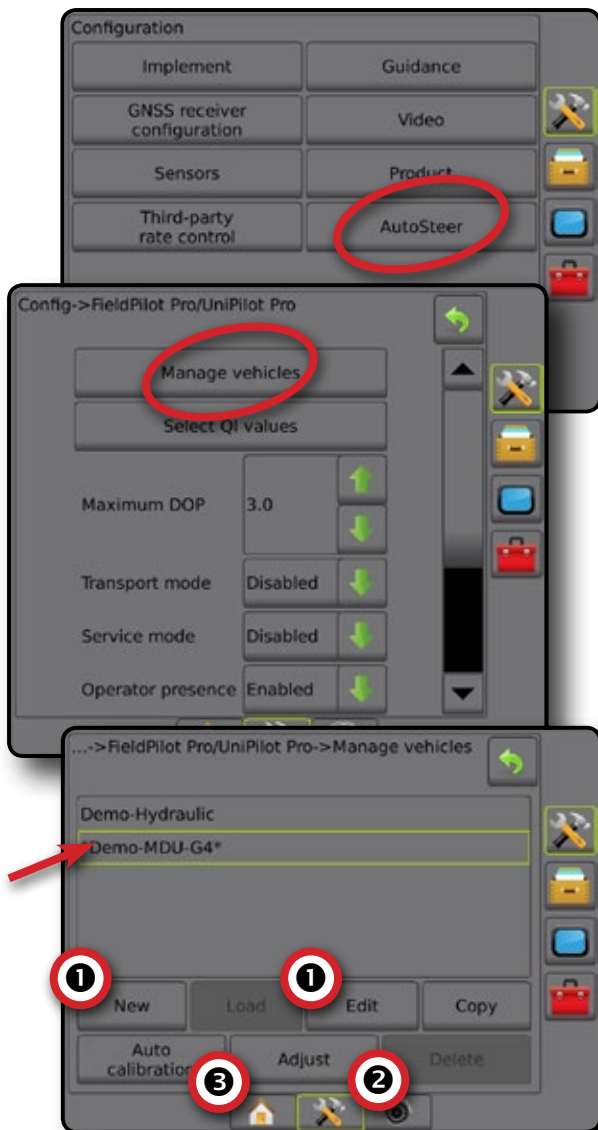 Configuration
Implement
Guidance
GNSS receiver
configuration
Video
Sensors
Product
Third-party
rate control
AutoSteer
Config->FieldPilot Pro/UniPilot Pro
Manage vehicles
Select QI values
Maximum DOP
3.0
Transport mode
Disabled
Service mode
Disabled
Operator presence
Enabled
...->FieldPilot Pro/UniPilot Pro->Manage vehicles
Demo-Hydraulic
*Demo-MDU-G4*
1
1
New
Load
Edit
Copy
Auto
calibration
Adjust
Delete
3
2